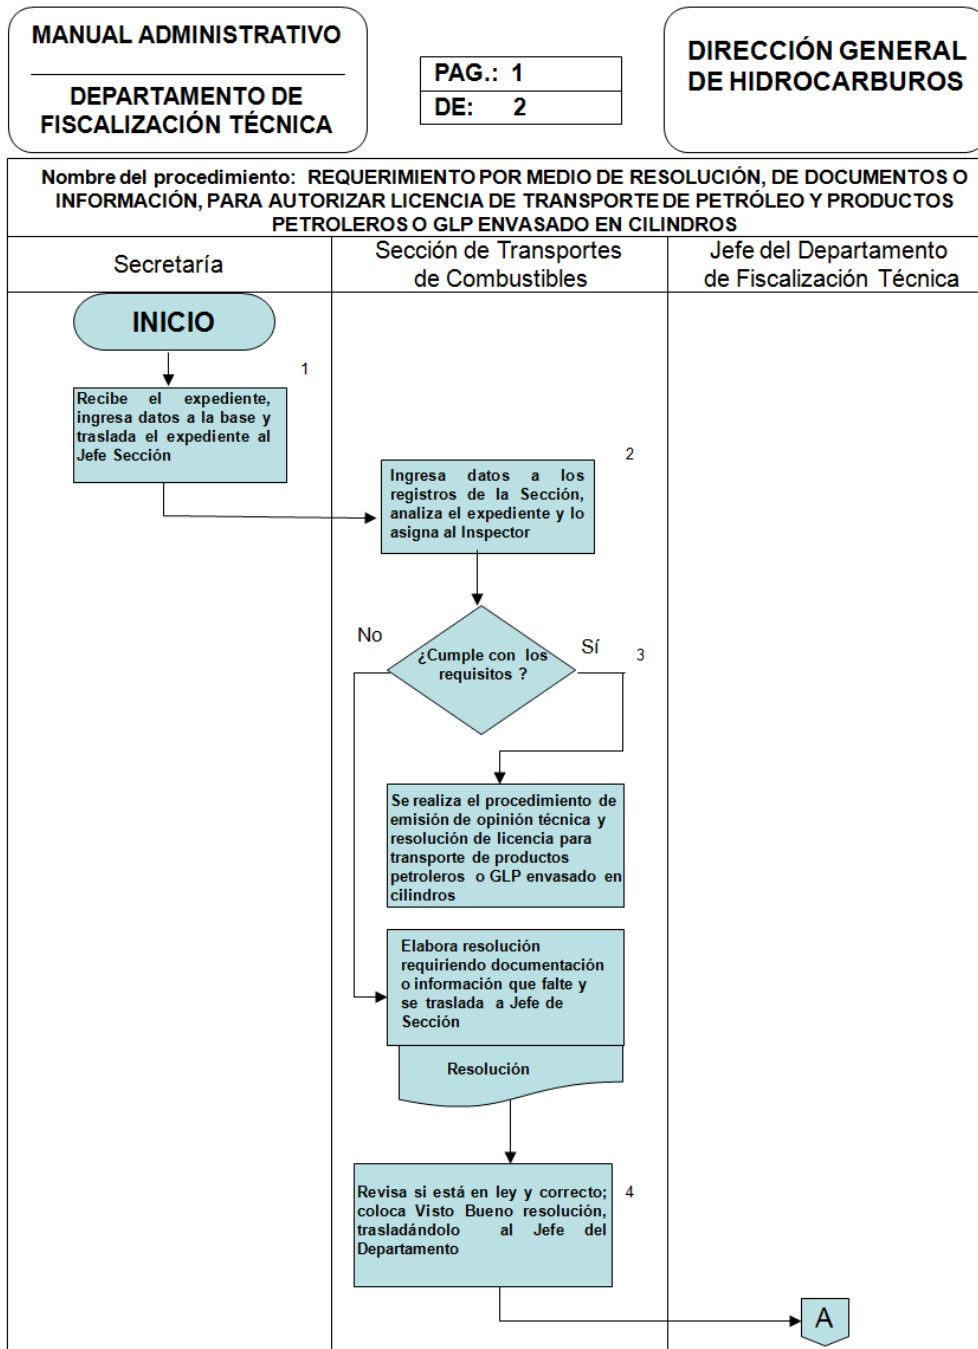 MANUAL ADMINISTRATIVO
DEPARTAMENTO DE
FISCALIZACIÓN TÉCNICA
PAG.: 1
DE: 2
DIRECCIÓN GENERAL
DE HIDROCARBUROS
Nombre del procedimiento: REQUERIMIENTO POR MEDIO DE RESOLUCIÓN, DE DOCUMENTOS O
INFORMACIÓN, PARA AUTORIZAR LICENCIA DE TRANSPORTE DE PETRÓLEO Y PRODUCTOS
PETROLEROS O GLP ENVASADO EN CILINDROS
Secretaría
Sección de Transportes
de Combustibles
Jefe del Departamento
de Fiscalización Técnica
INICIO
1
Recibe el expediente,
ingresa datos a la base y
traslada el expediente al
Jefe Sección
2
Ingresa datos a los
registros de la Sección,
analiza el expediente y lo
asigna al Inspector
No
¿Cumple con los
requisitos ?
Sí
3
Se realiza el procedimiento de
emisión de opinión técnica y
resolución de licencia para
transporte de productos
petroleros o GLP envasado en
cilindros
Elabora resolución
requiriendo documentación
o información que falte y
se traslada a Jefe de
Sección
Resolución
Revisa si está en ley y correcto;
coloca Visto Bueno resolución,
trasladándolo al Jefe del
Departamento
4
A